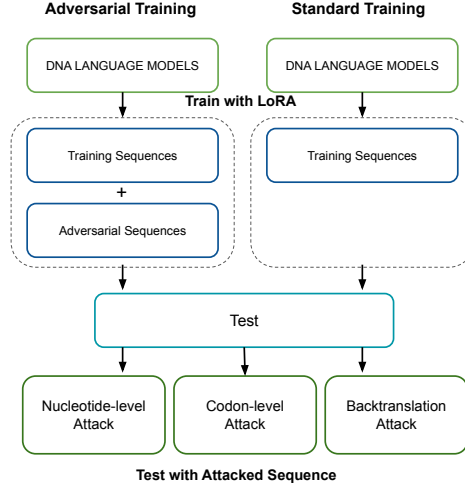 Adversarial Training
Standard Training
DNA LANGUAGE MODELS
DNA LANGUAGE MODELS
Train with LoRA
Training Sequences
Training Sequences
+
Adversarial Sequences
Test
Nucleotide-level
Attack
Codon-level
Attack
Backtranslation
Attack
Test with Attacked Sequence